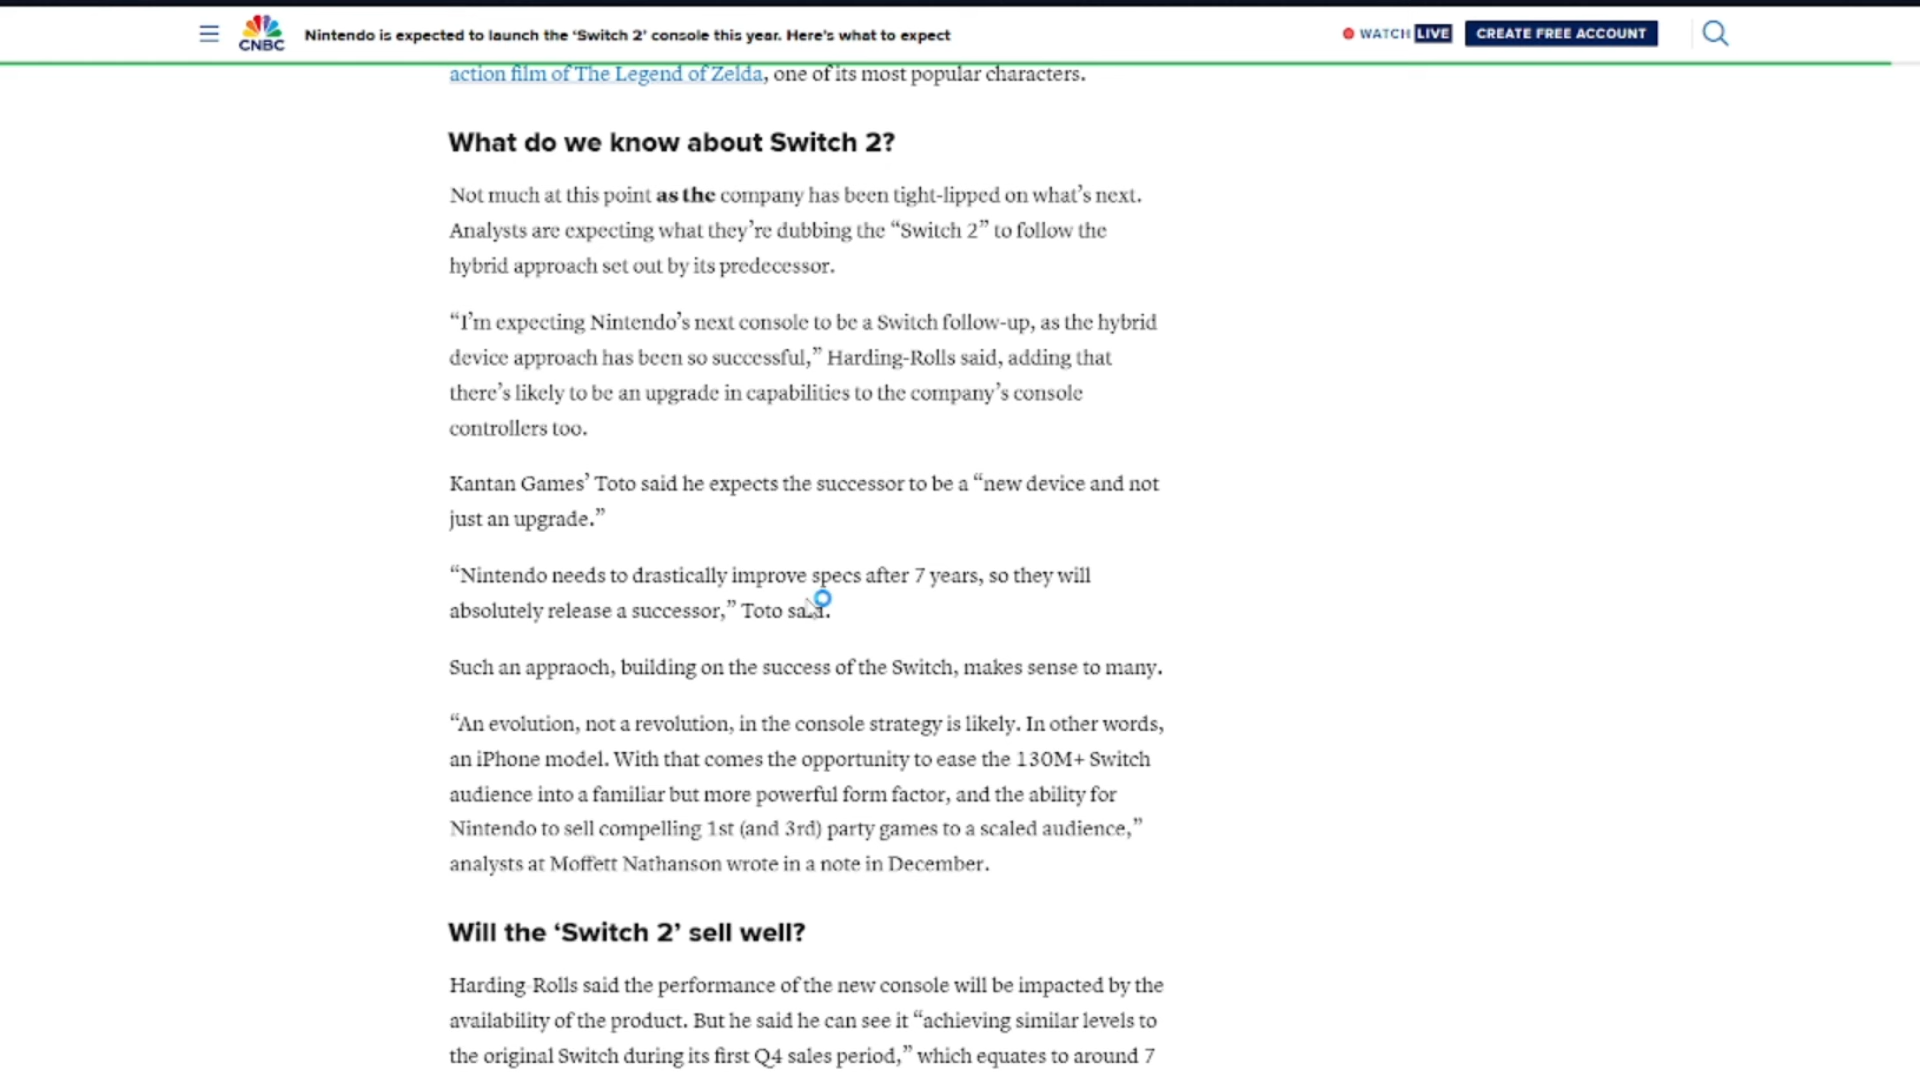 CNBC
Nintendo is expected to launch the ‘Switch 2’ console this year. Here’s what to expect
WATCH LIVE
CREATE FREE ACCOUNT
action film of The Legend of Zelda, one of its most popular characters.
What do we know about Switch 2?
Not much at this point as the company has been tight-lipped on what’s next.
Analysts are expecting what they’re dubbing the “Switch 2” to follow the
hybrid approach set out by its predecessor.
“I’m expecting Nintendo’s next console to be a Switch follow-up, as the hybrid
device approach has been so successful,” Harding-Rolls said, adding that
there’s likely to be an upgrade in capabilities to the company’s console
controllers too.
Kantan Games’ Toto said he expects the successor to be a “new device and not
just an upgrade.”
“Nintendo needs to drastically improve specs after 7 years, so they will
absolutely release a successor,” Toto said.
Such an appraoch, building on the success of the Switch, makes sense to many.
“An evolution, not a revolution, in the console strategy is likely. In other words,
an iPhone model. With that comes the opportunity to ease the 130M+ Switch
audience into a familiar but more powerful form factor, and the ability for
Nintendo to sell compelling 1st (and 3rd) party games to a scaled audience,”
analysts at Moffett Nathanson wrote in a note in December.
Will the ‘Switch 2’ sell well?
Harding-Rolls said the performance of the new console will be impacted by the
availability of the product. But he said he can see it “achieving similar levels to
the original Switch during its first Q4 sales period,” which equates to around 7